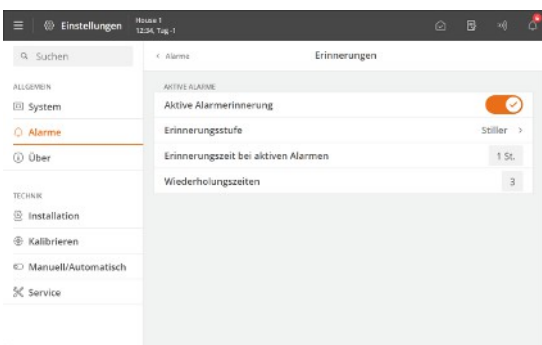 Einstellungen
House 1
12:34, Tag -1
Suchen
ALLGEMEIN
System
Alarme
Über
TECHNIK
Installation
Kalibrieren
Manuell/Automatisch
Service
< Alarme
Erinnerungen
AKTIVE ALARME
Aktive Alarmerinnerung
Erinnerungsstufe
Stiller >
Erinnerungszeit bei aktiven Alarmen
1 St.
Wiederholungszeiten
3